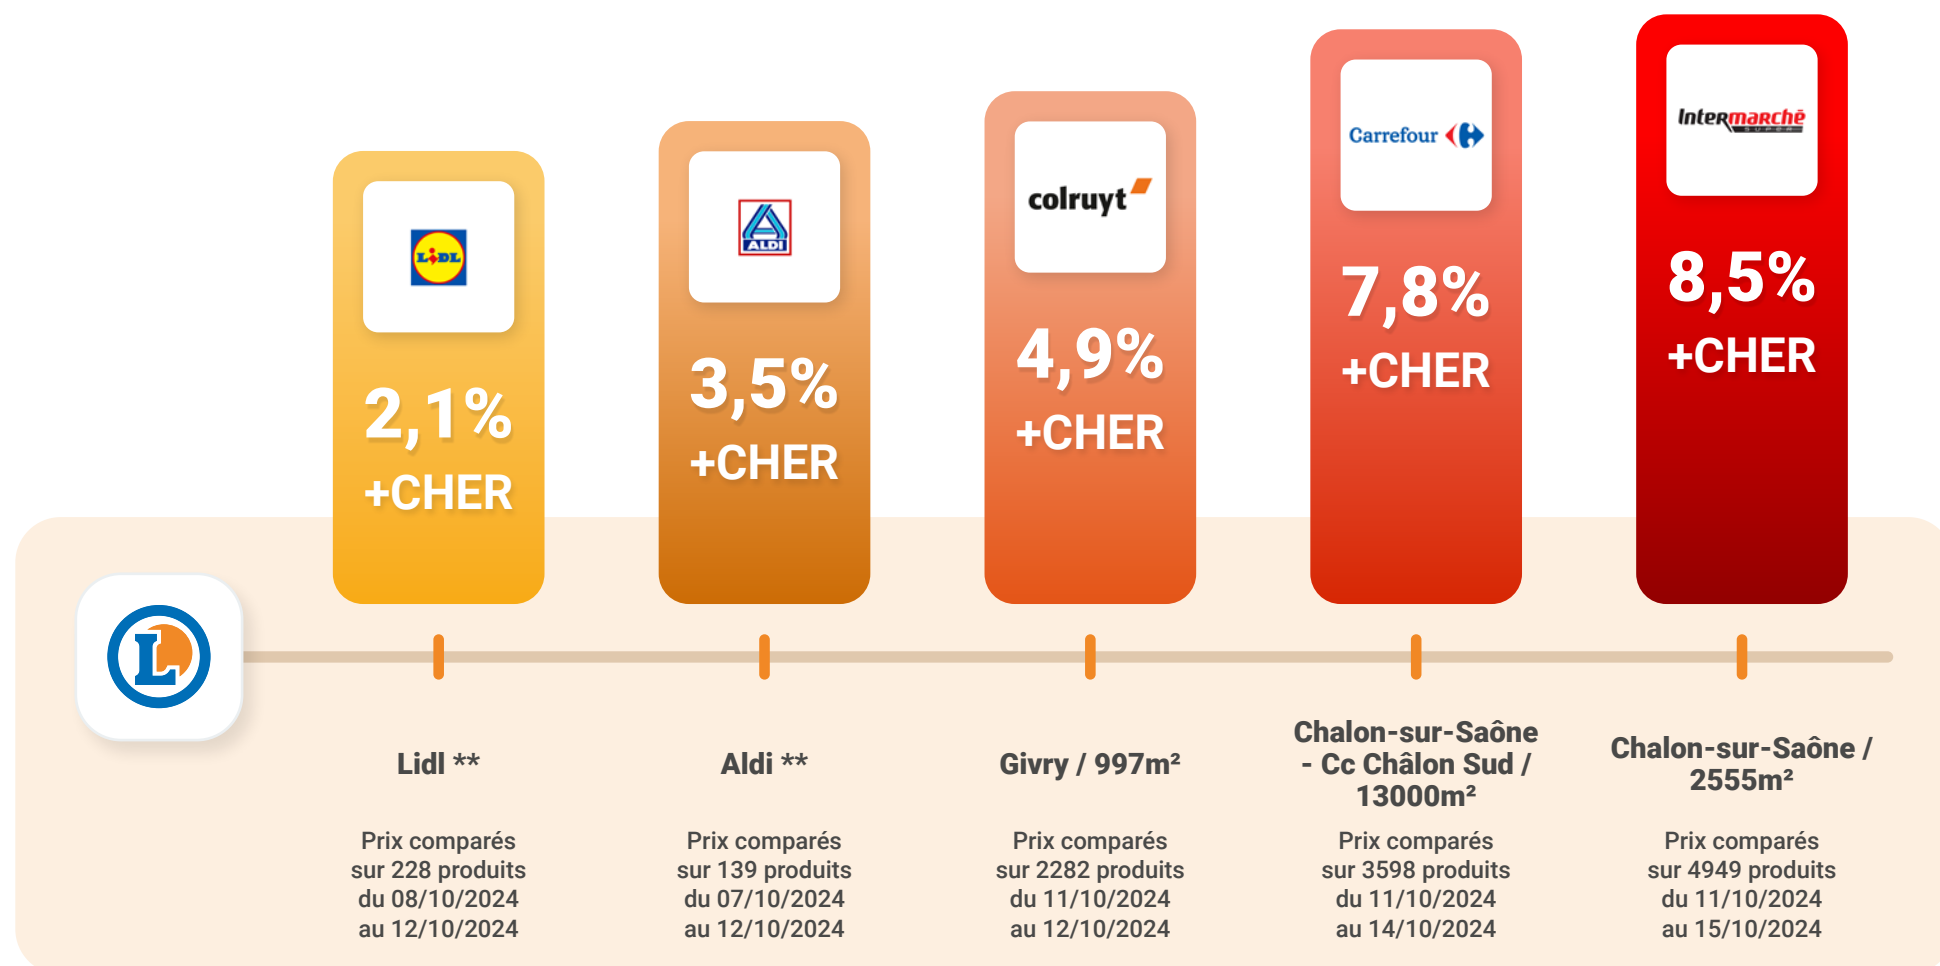 LIDL
2,1%
+CHER
ALDI
3,5%
+CHER
colruyt
4,9%
+CHER
Carrefour
7,8%
+CHER
Intermarchē
SUPER
8,5%
+CHER
L
Lidl **
Prix comparés
sur 228 produits
du 08/10/2024
au 12/10/2024
Aldi **
Prix comparés
sur 139 produits
du 07/10/2024
au 12/10/2024
Givry / 997m²
Prix comparés
sur 2282 produits
du 11/10/2024
au 12/10/2024
Chalon-sur-Saône
- Cc Châlon Sud /
13000m²
Prix comparés
sur 3598 produits
du 11/10/2024
au 14/10/2024
Chalon-sur-Saône /
2555m²
Prix comparés
sur 4949 produits
du 11/10/2024
au 15/10/2024